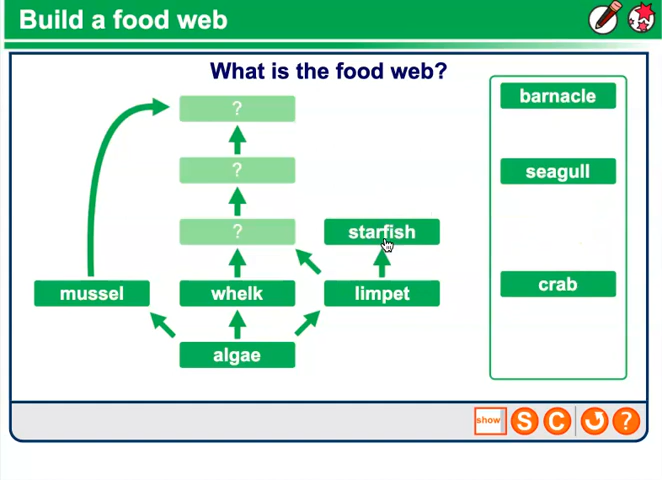 Build a food web
What is the food web?
barnacle
?
?
seagull
?
starfish
crab
mussel
whelk
limpet
algae
show
S
C
?